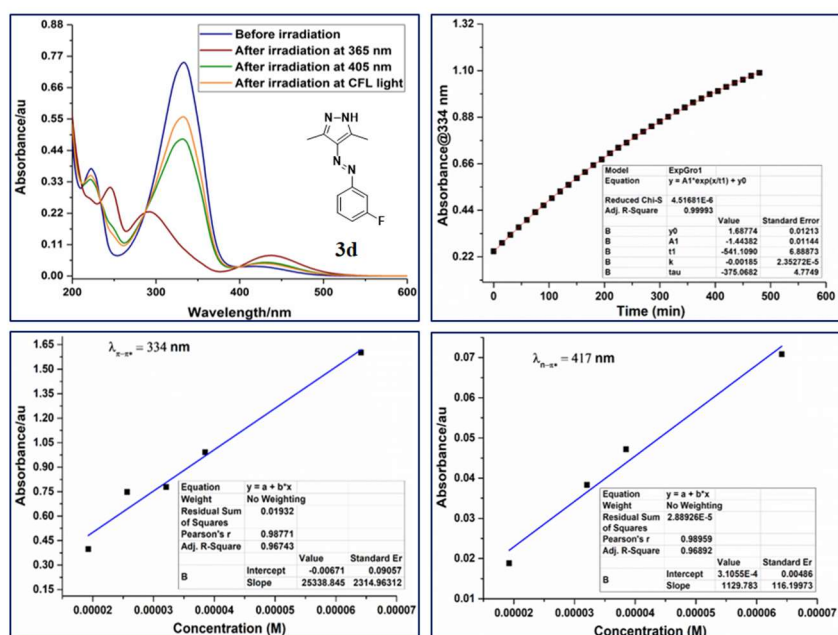 0.88
0.77
0.66
0.55
0.44
0.33
0.22
0.11
0.00
Absorbance/au
Before irradiation
After irradiation at 365 nm
After irradiation at 405 nm
After irradiation at CFL light
N-NH
N
N
F
3d
200 300 400 500 600
Wavelength/nm
1.32
1.10
0.88
0.66
0.44
0.22
Absorbance@334 nm
Model ExpGro1
Equation y = A1*exp(x/t1) + y0
Reduced Chi-S 4.51681E-6
Adj. R-Square 0.99993
Value Standard Error
B y0 1.68774 0.01213
B A1 -1.44382 0.01144
B t1 -541.1090 6.88873
B k -0.00185 2.35272E-5
B tau -375.0682 4.7749
0 100 200 300 400 500 600
Time (min)
1.65
1.50
1.35
1.20
1.05
0.90
0.75
0.60
0.45
0.30
0.15
Absorbance/au
λπ-π* = 334 nm
Equation y = a + b*x
Weight No Weighting
Residual Sum of Squares 0.01932
Pearson's r 0.98771
Adj. R-Square 0.96743
Value Standard Er
B Intercept -0.00671 0.09057
Slope 25338.845 2314.96312
0.00002 0.00003 0.00004 0.00005 0.00006 0.00007
Concentration (M)
0.07
0.06
0.05
0.04
0.03
0.02
0.01
Absorbance/au
λn-π* = 417 nm
Equation y = a + b*x
Weight No Weighting
Residual Sum of Squares 2.88926E-5
Pearson's r 0.98959
Adj. R-Square 0.96892
Value Standard Er
B Intercept 3.1055E-4 0.00486
Slope 1129.783 116.19973
0.00002 0.00003 0.00004 0.00005 0.00006 0.00007
Concentration (M)